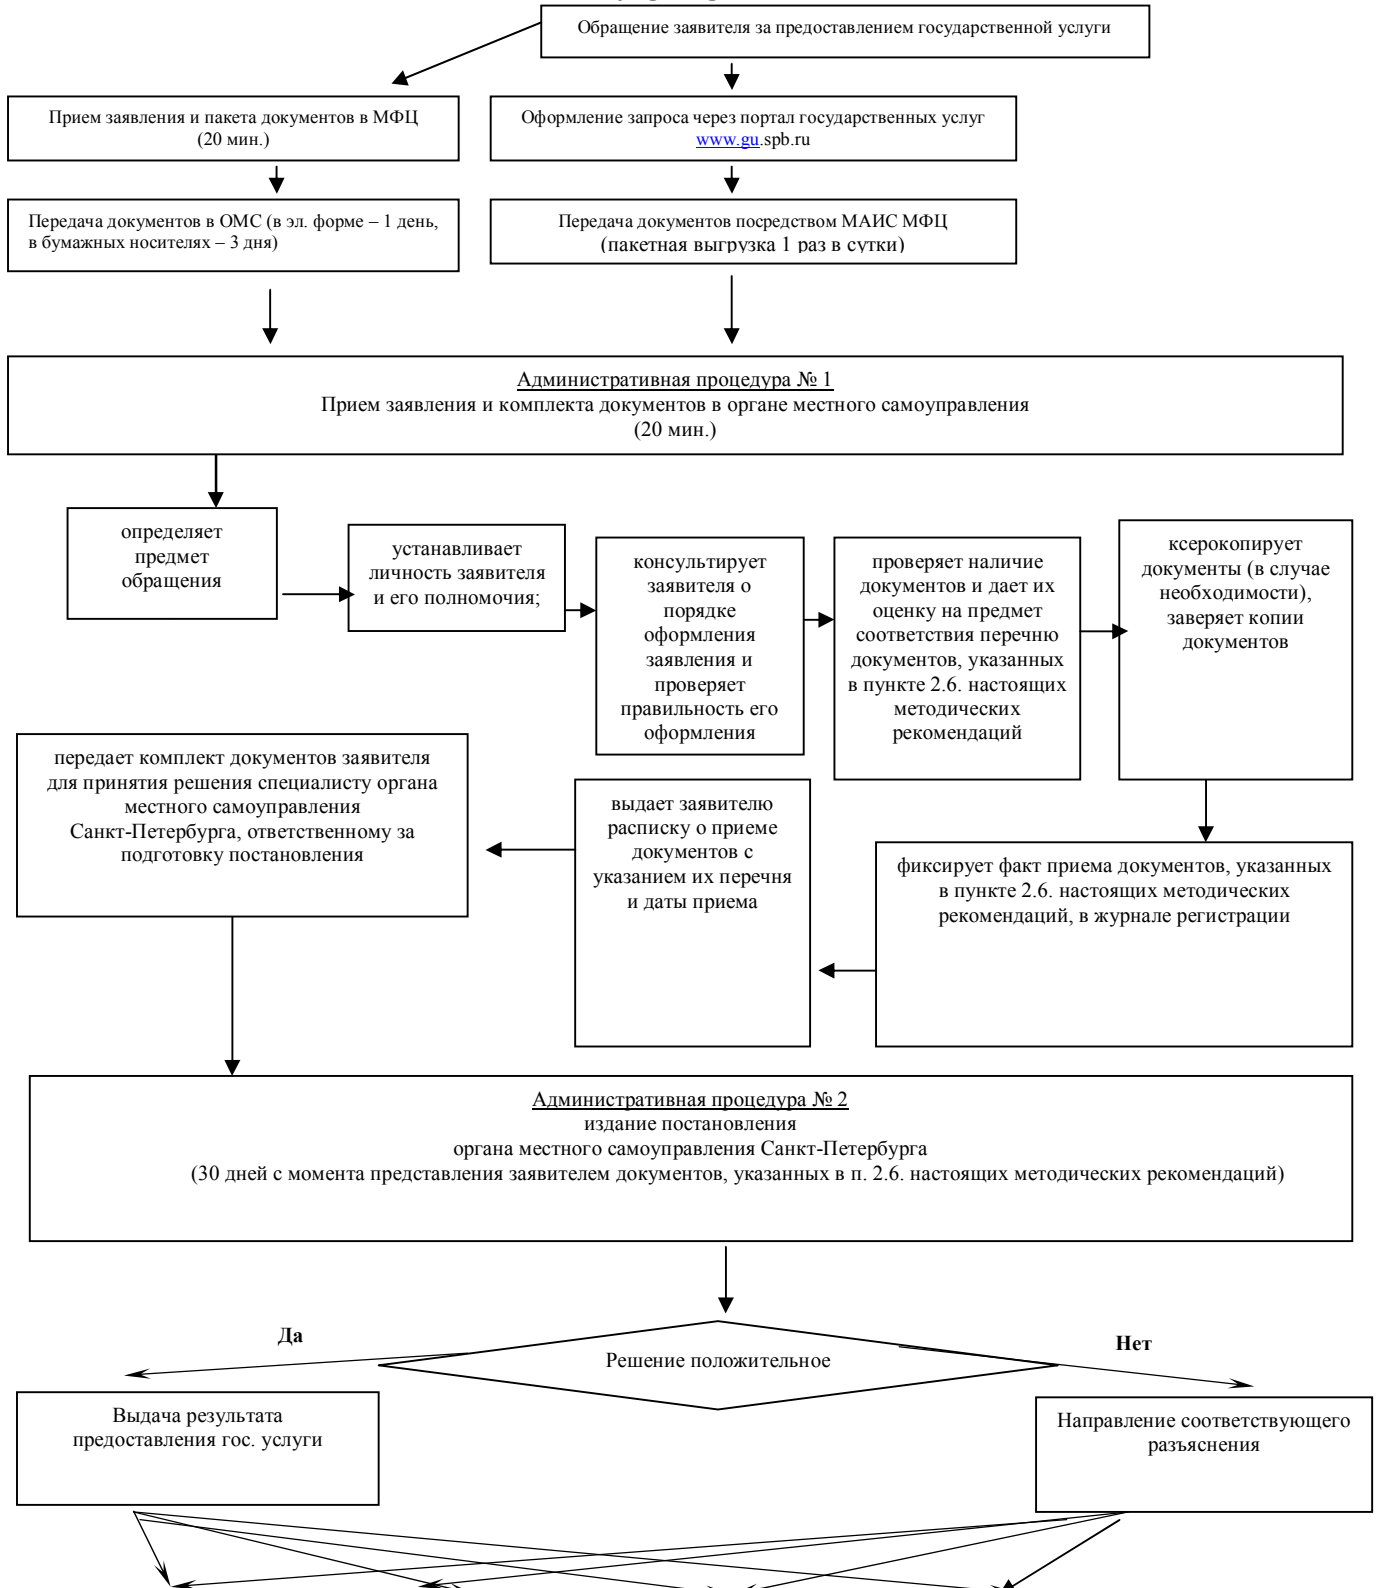 Обращение заявителя за предоставлением государственной услуги
Прием заявления и пакета документов в МФЦ
(20 мин.)
Оформление запроса через портал государственных услуг
www.gu.spb.ru
Передача документов в ОМС (в эл. форме – 1 день,
в бумажных носителях – 3 дня)
Передача документов посредством МАИС МФЦ
(пакетная выгрузка 1 раз в сутки)
Административная процедура № 1
Прием заявления и комплекта документов в органе местного самоуправления
(20 мин.)
определяет
предмет
обращения
устанавливает
личность заявителя
и его полномочия;
консультирует
заявителя о
порядке
оформления
заявления и
проверяет
правильность его
оформления
проверяет наличие
документов и дает их
оценку на предмет
соответствия перечню
документов, указанных
в пункте 2.6. настоящих
методических
рекомендаций
ксерокопирует
документы (в случае
необходимости),
заверяет копии
документов
фиксирует факт приема документов, указанных
в пункте 2.6. настоящих методических
рекомендаций, в журнале регистрации
выдает заявителю
расписку о приеме
документов с
указанием их перечня
и даты приема
передает комплект документов заявителя
для принятия решения специалисту органа
местного самоуправления
Санкт-Петербурга, ответственному за
подготовку постановления
Административная процедура № 2
издание постановления
органа местного самоуправления Санкт-Петербурга
(30 дней с момента представления заявителем документов, указанных в п. 2.6. настоящих методических рекомендаций)
Да
Решение положительное
Нет
Выдача результата
предоставления гос. услуги
Направление соответствующего
разъяснения